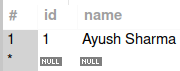 # id name
1 1 Ayush Sharma
* NULL NULL